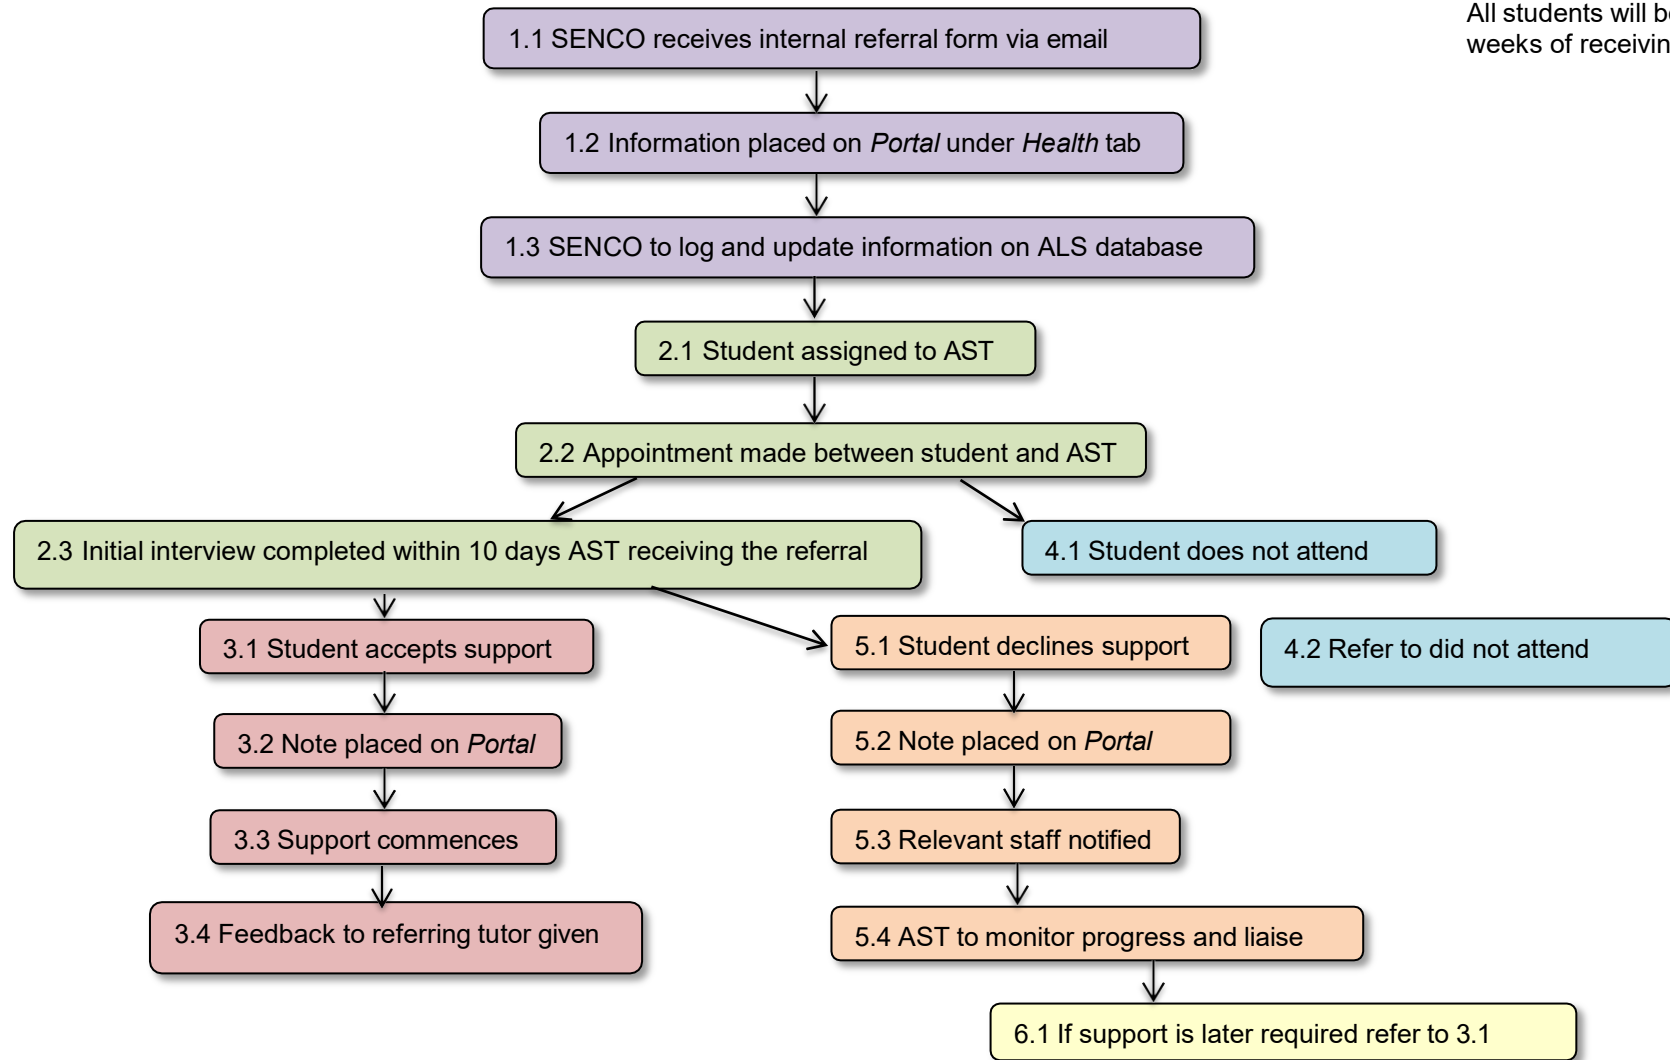 All students will
weeks of
1.1 SENCO receives internal referral form via email
1.2 Information placed on Portal under Health tab
1.3 SENCO to log and update information on ALS database
2.1 Student assigned to AST
2.2 Appointment made between student and AST
2.3 Initial interview completed within 10 days AST receiving the referral
4.1 Student does not attend
3.1 Student accepts support
5.1 Student declines support
4.2 Refer to did not attend
3.2 Note placed on Portal
5.2 Note placed on Portal
3.3 Support commences
5.3 Relevant staff notified
3.4 Feedback to referring tutor given
5.4 AST to monitor progress and liaise
6.1 If support is later required refer to 3.1